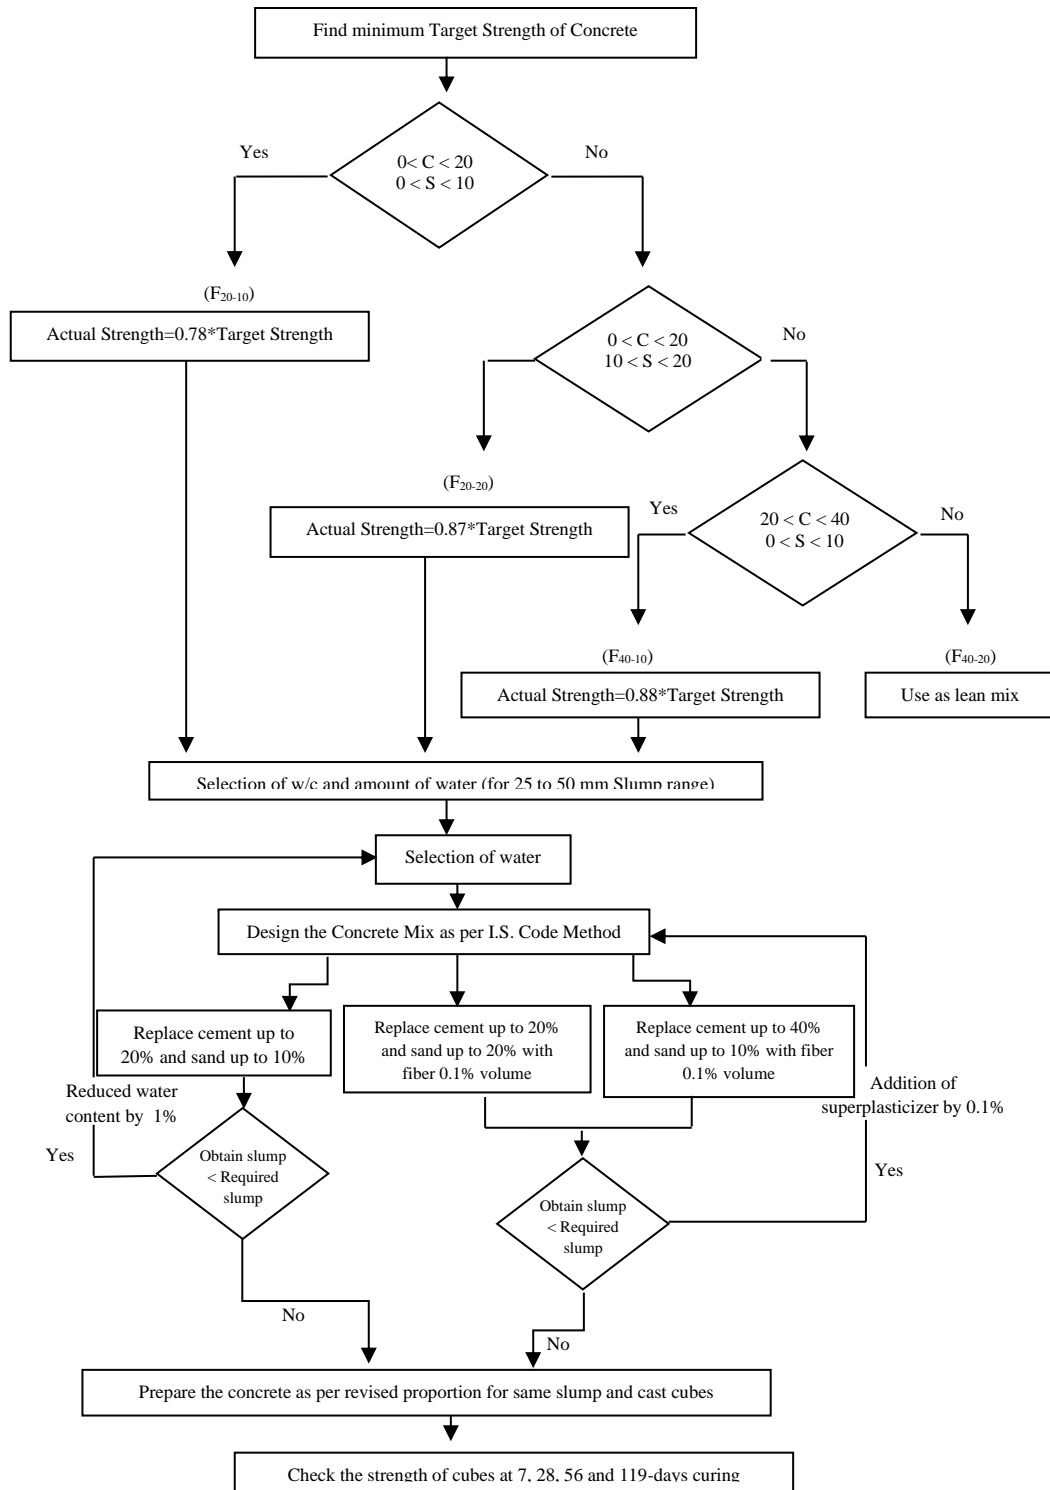 Find minimum Target Strength of Concrete
Yes
No
0< C < 20
0 < S < 10
(F20-10)
Actual Strength=0.78*Target Strength
0 < C < 20
10 < S < 20
No
(F20-20)
Actual Strength=0.87*Target Strength
Yes
20 < C < 40
0 < S < 10
No
(F40-10)
Actual Strength=0.88*Target Strength
(F40-20)
Use as lean mix
Selection of w/c and amount of water (for 25 to 50 mm Slump range)
Selection of water
Design the Concrete Mix as per I.S. Code Method
Replace cement up to
20% and sand up to 10%
Replace cement up to 20%
and sand up to 20% with
fiber 0.1% volume
Replace cement up to 40%
and sand up to 10% with fiber
0.1% volume
Reduced water
content by 1%
Addition of
superplasticizer by 0.1%
Yes
Obtain slump
< Required
slump
Yes
Obtain slump
< Required
slump
No
No
Prepare the concrete as per revised proportion for same slump and cast cubes
Check the strength of cubes at 7, 28, 56 and 119-days curing